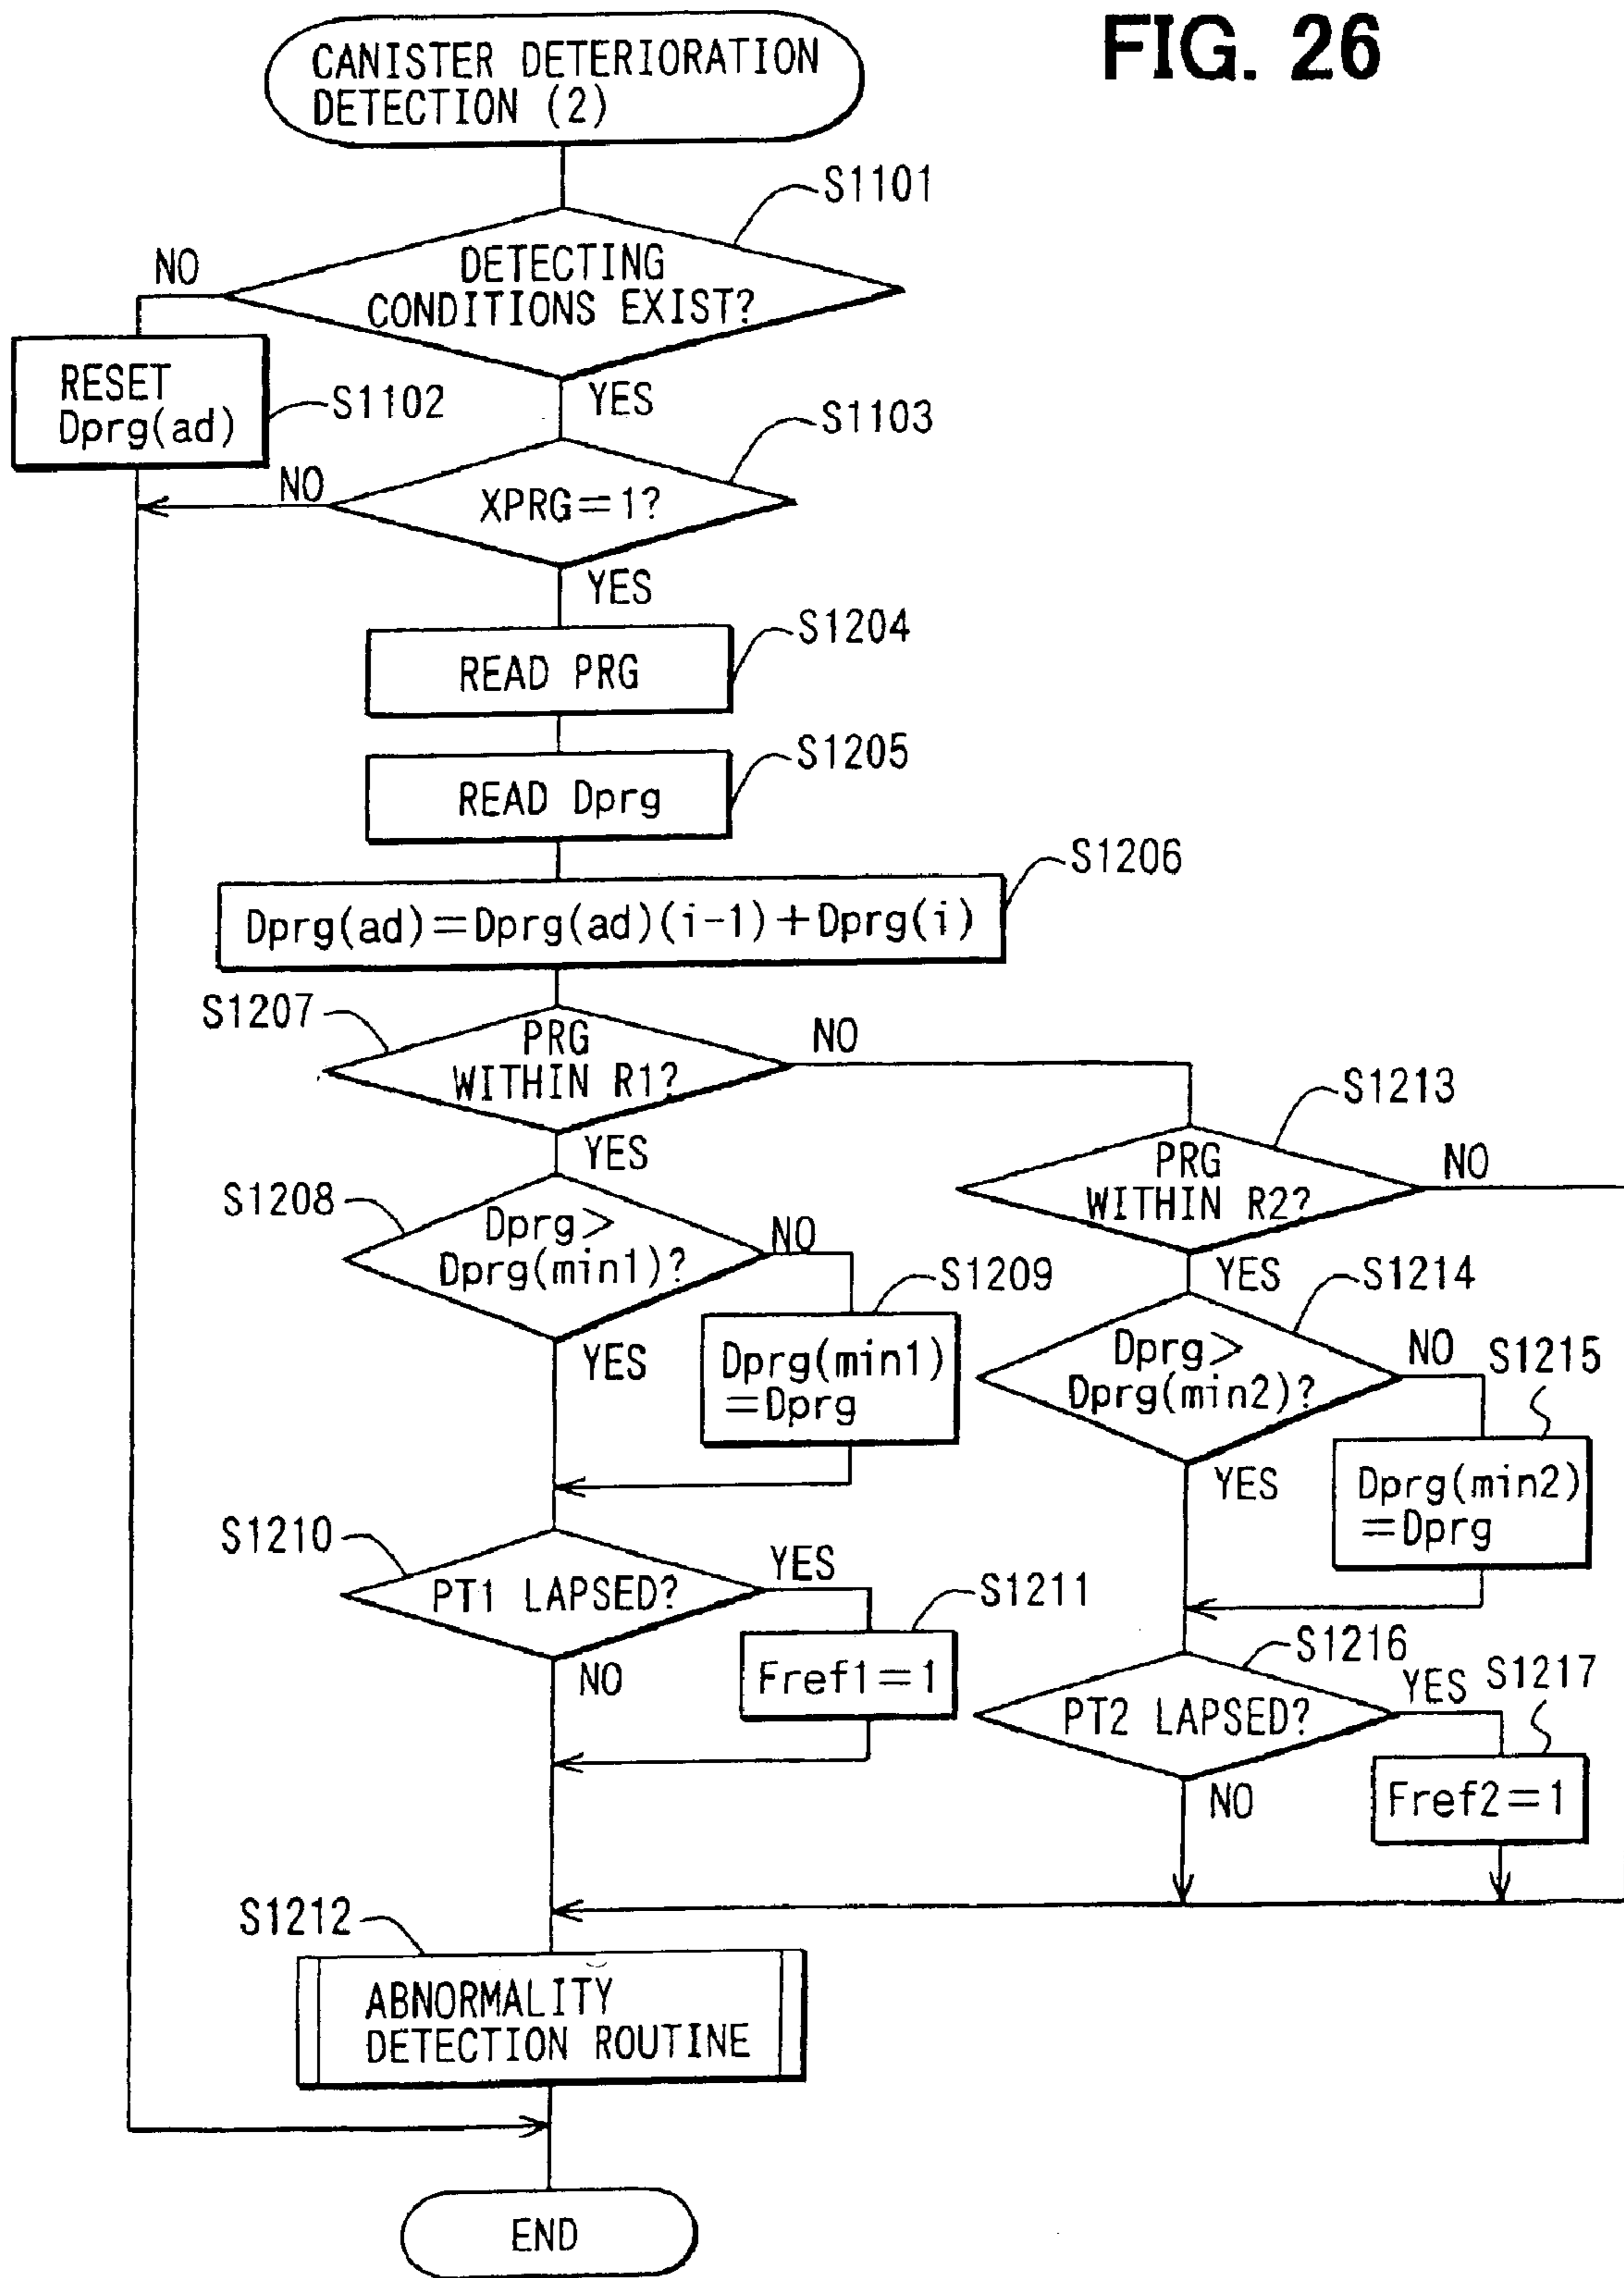 FIG. 26
CANISTER DETERIORATION
DETECTION (2)
S1101
NO
DETECTING
CONDITIONS EXIST?
RESET
Dprg(ad)
S1102
YES
S1103
NO
XPRG=1?
YES
S1204
READ PRG
S1205
READ Dprg
S1206
Dprg(ad)=Dprg(ad)(i-1)+Dprg(i)
S1207
PRG
WITHIN R1?
NO
YES
S1213
PRG
WITHIN R2?
NO
YES
S1208
Dprg>
Dprg(min1)?
NO
YES
S1209
Dprg(min1)
=Dprg
S1214
Dprg>
Dprg(min2)?
NO
YES
S1215
Dprg(min2)
=Dprg
S1210
PT1 LAPSED?
YES
NO
S1211
Fref1=1
S1216
PT2 LAPSED?
YES
NO
S1217
Fref2=1
S1212
ABNORMALITY
DETECTION ROUTINE
END